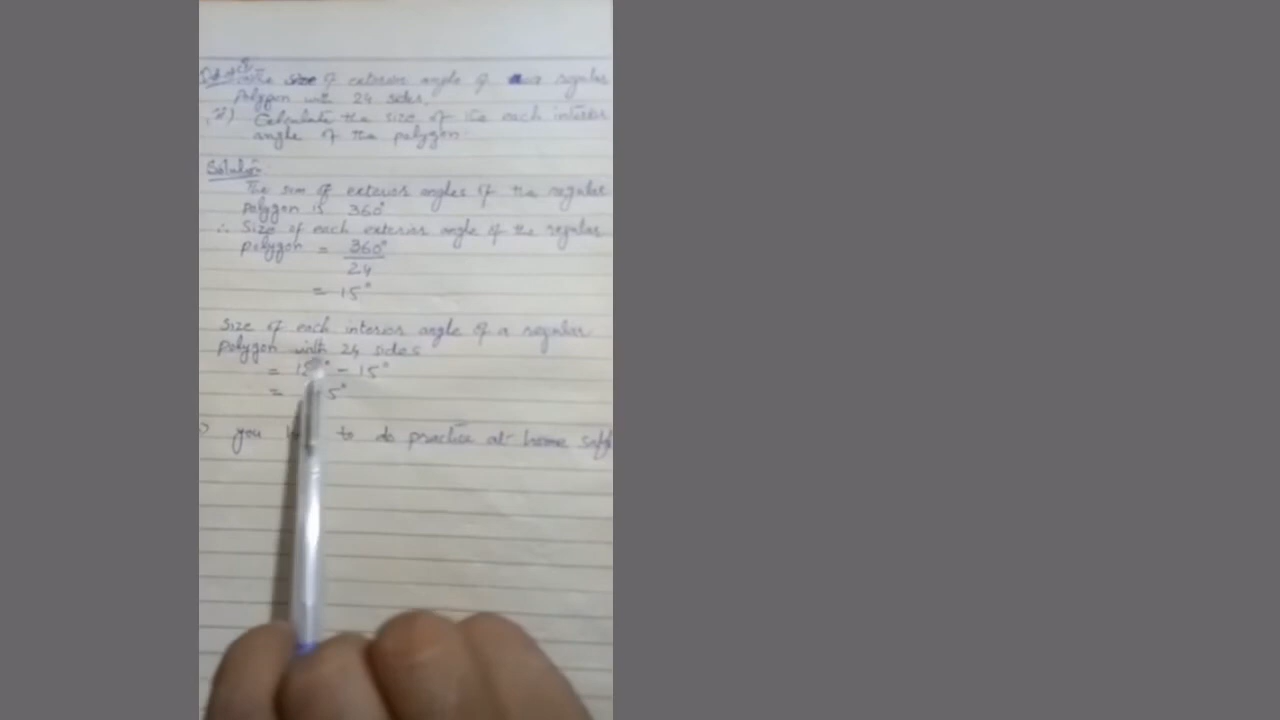 the size of exterior angle of a regular
polygon with 24 sides.
ii) Calculate the size of the each interior
angle of the polygon.
Solution
The sum of exterior angles of the regular
polygon is 360°
∴ Size of each exterior angle of the regular
polygon = 360°
24
= 15°
Size of each interior angle of a regular
polygon with 24 sides
= ° - 15°
= 5°
you to do practice at home